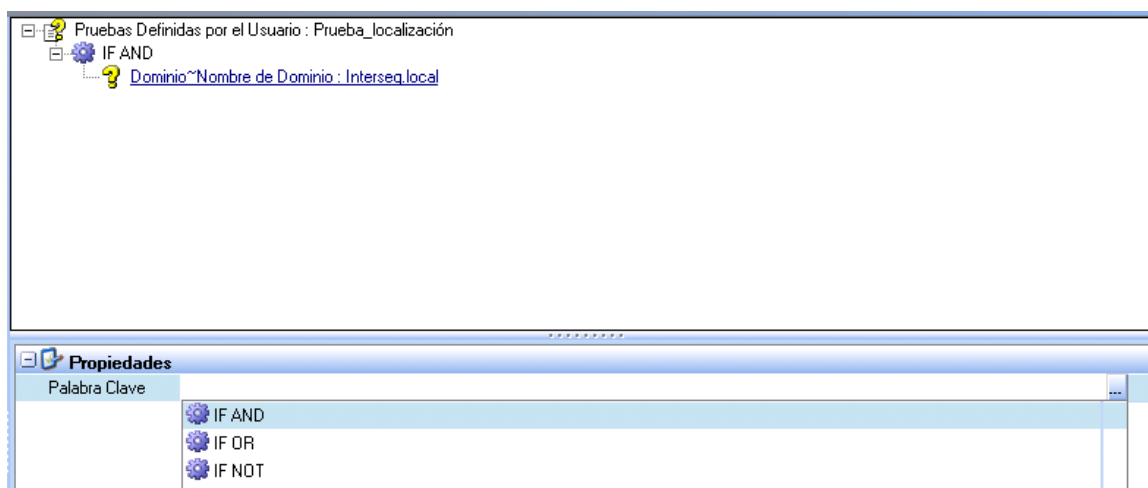 Pruebas Definidas por el Usuario : Prueba_localización
IF AND
Dominio~Nombre de Dominio : Interseq.local
Propiedades
Palabra Clave
...
IF AND
IF OR
IF NOT